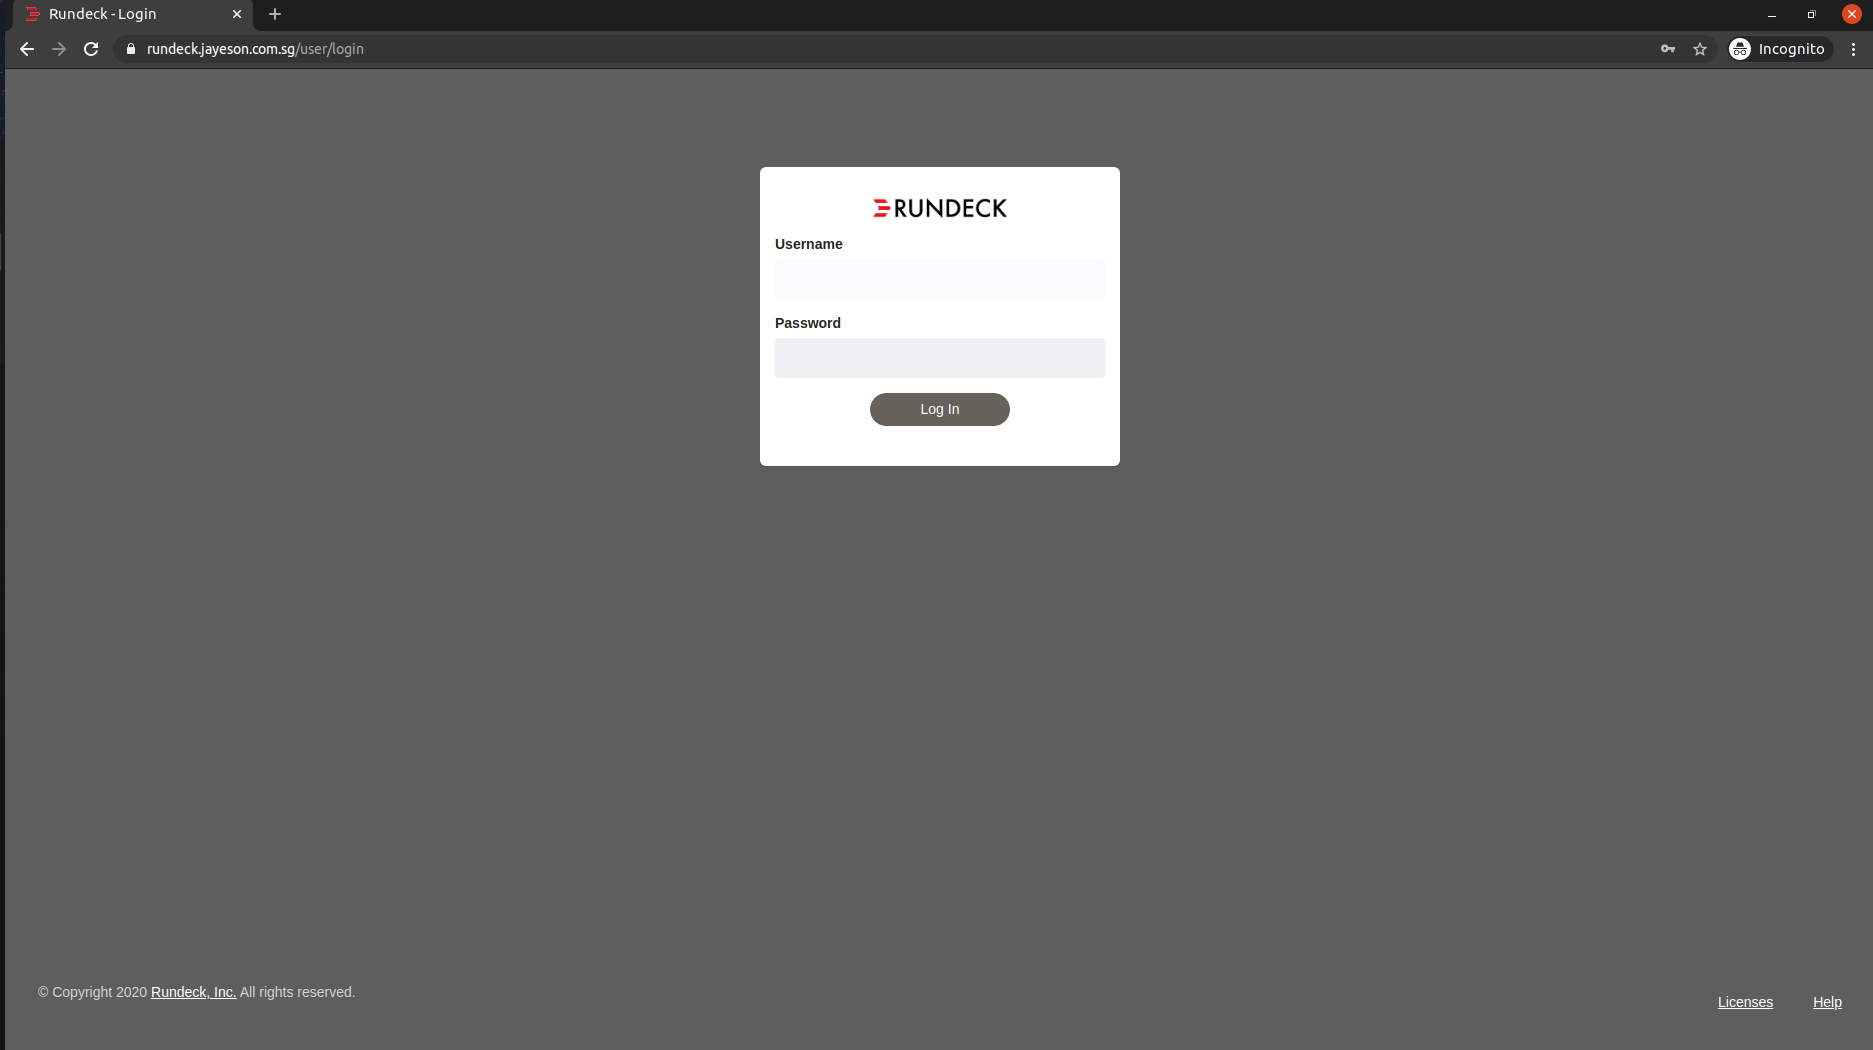 Rundeck - Login
rundeck.jayeson.com.sg/user/login
Incognito
RUNDECK
Username
Password
Log In
© Copyright 2020 Rundeck, Inc. All rights reserved.
Licenses
Help